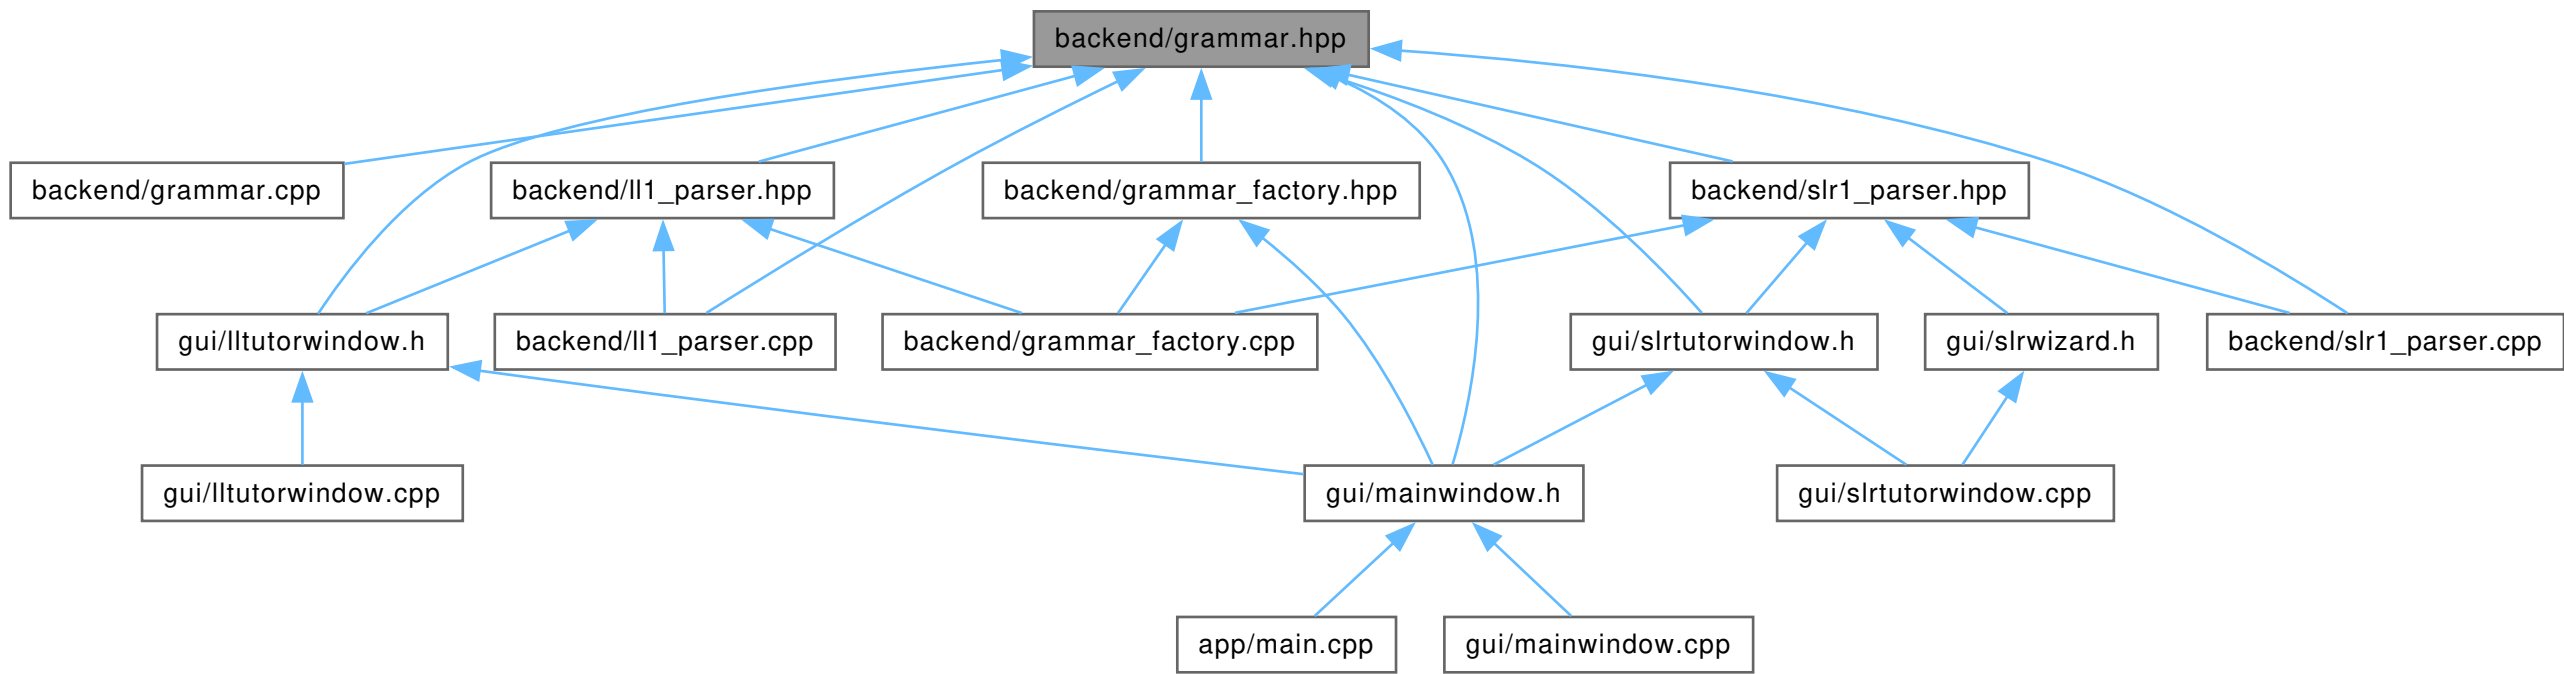 backend/grammar.hpp
backend/grammar.cpp
backend/ll1_parser.hpp
backend/grammar_factory.hpp
backend/slr1_parser.hpp
gui/lltutorwindow.h
backend/ll1_parser.cpp
backend/grammar_factory.cpp
gui/slrtutorwindow.h
gui/slrwizard.h
backend/slr1_parser.cpp
gui/lltutorwindow.cpp
gui/mainwindow.h
gui/slrtutorwindow.cpp
app/main.cpp
gui/mainwindow.cpp